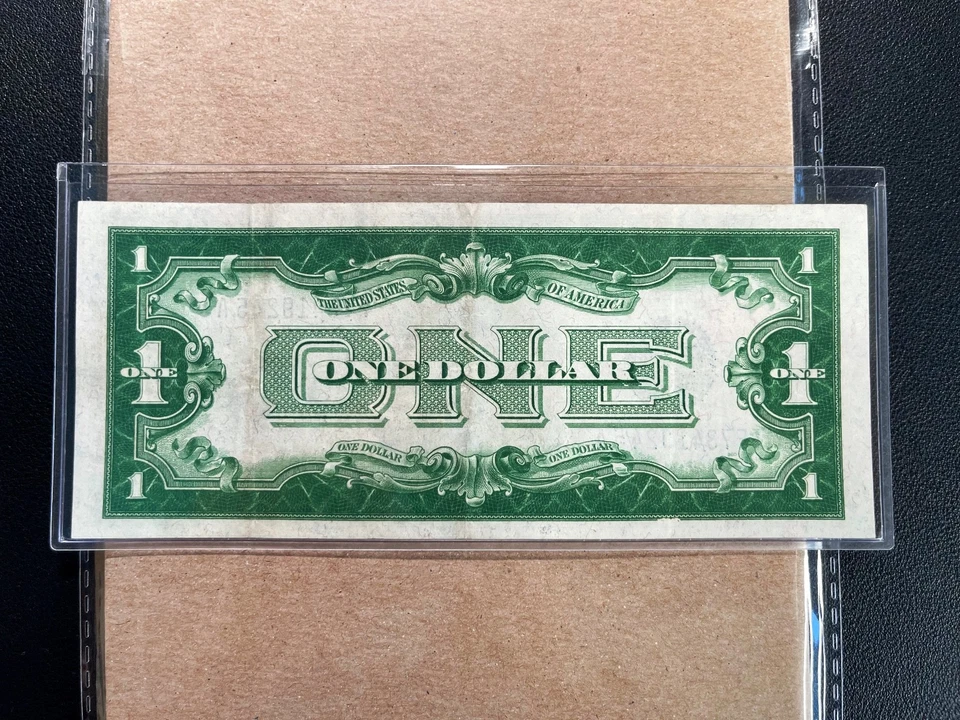 1 1
THE UNITED STATES OF AMERICA
ONE
1 ONE ONE DOLLAR 1 ONE
ONE DOLLAR ONE DOLLAR
1 1